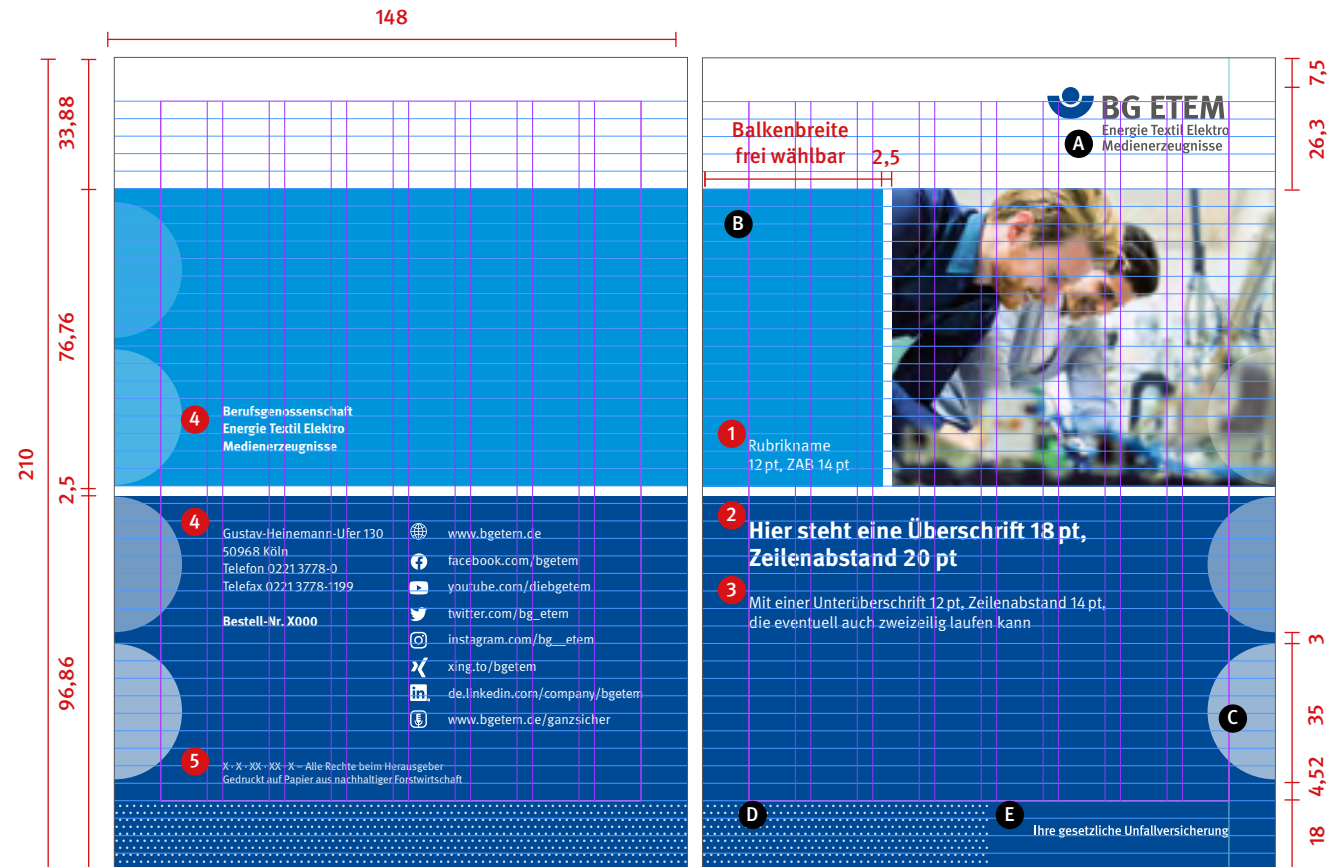 148
210
33,88
76,76
2,5
96,86
4
Berufsgenossenschaft
Energie Textil Elektro
Medienerzeugnisse
4
Gustav-Heinemann-Ufer 130
50968 Köln
Telefon 0221 3778-0
Telefax 0221 3778-1199
Bestell-Nr. X000
www.bgetem.de
facebook.com/bgetem
youtube.com/diebgetem
twitter.com/bg_etem
instagram.com/bg__etem
xing.to/bgetem
in.
de.linkedin.com/company/bgetem
www.bgetem.de/ganzsicher
5
X · X · XX · XX · X – Alle Rechte beim Herausgeber
Gedruckt auf Papier aus nachhaltiger Forstwirtschaft
BG ETEM
Energie Textil Elektro
Medienerzeugnisse
A
Balkenbreite
frei wählbar
2,5
B
1
Rubrikname
12 pt, ZAB 14 pt
2
Hier steht eine Überschrift 18 pt,
Zeilenabstand 20 pt
3
Mit einer Unterüberschrift 12 pt, Zeilenabstand 14 pt,
die eventuell auch zweizeilig laufen kann
C
D
E
Ihre gesetzliche Unfallversicherung
7,5
26,3
3
35
4,52
18